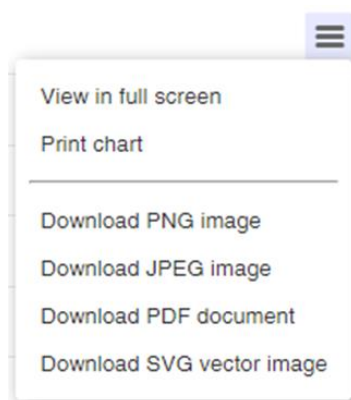 View in full screen
Print chart
Download PNG image
Download JPEG image
Download PDF document
Download SVG vector image